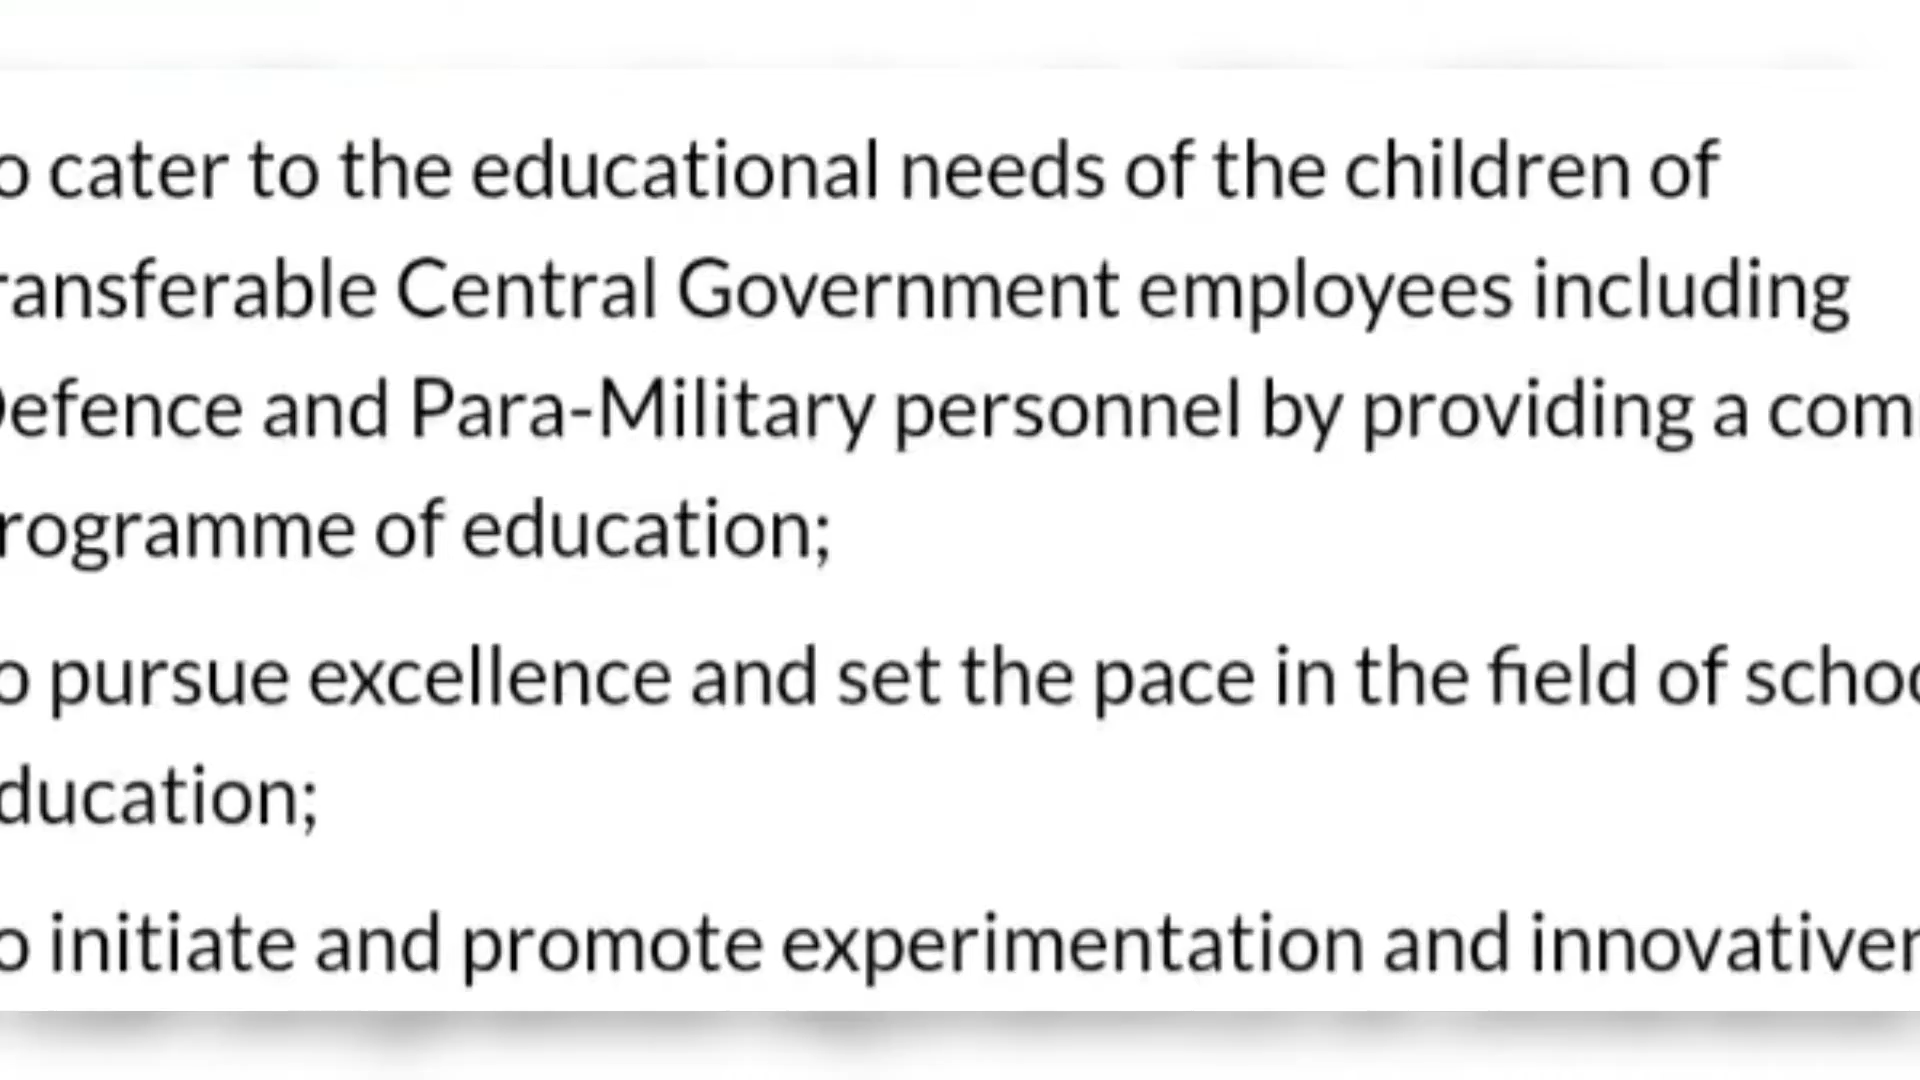 o cater to the educational needs of the children of
ransferable Central Government employees including
efence and Para-Military personnel by providing a com
rogramme of education;
o pursue excellence and set the pace in the field of schoo
ducation;
o initiate and promote experimentation and innovativen